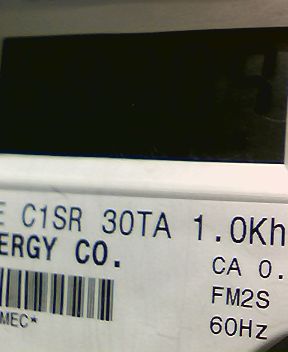 E C1SR 30TA 1.0Kh
ERGY CO.
CA 0.
FM2S
MEC*
60Hz